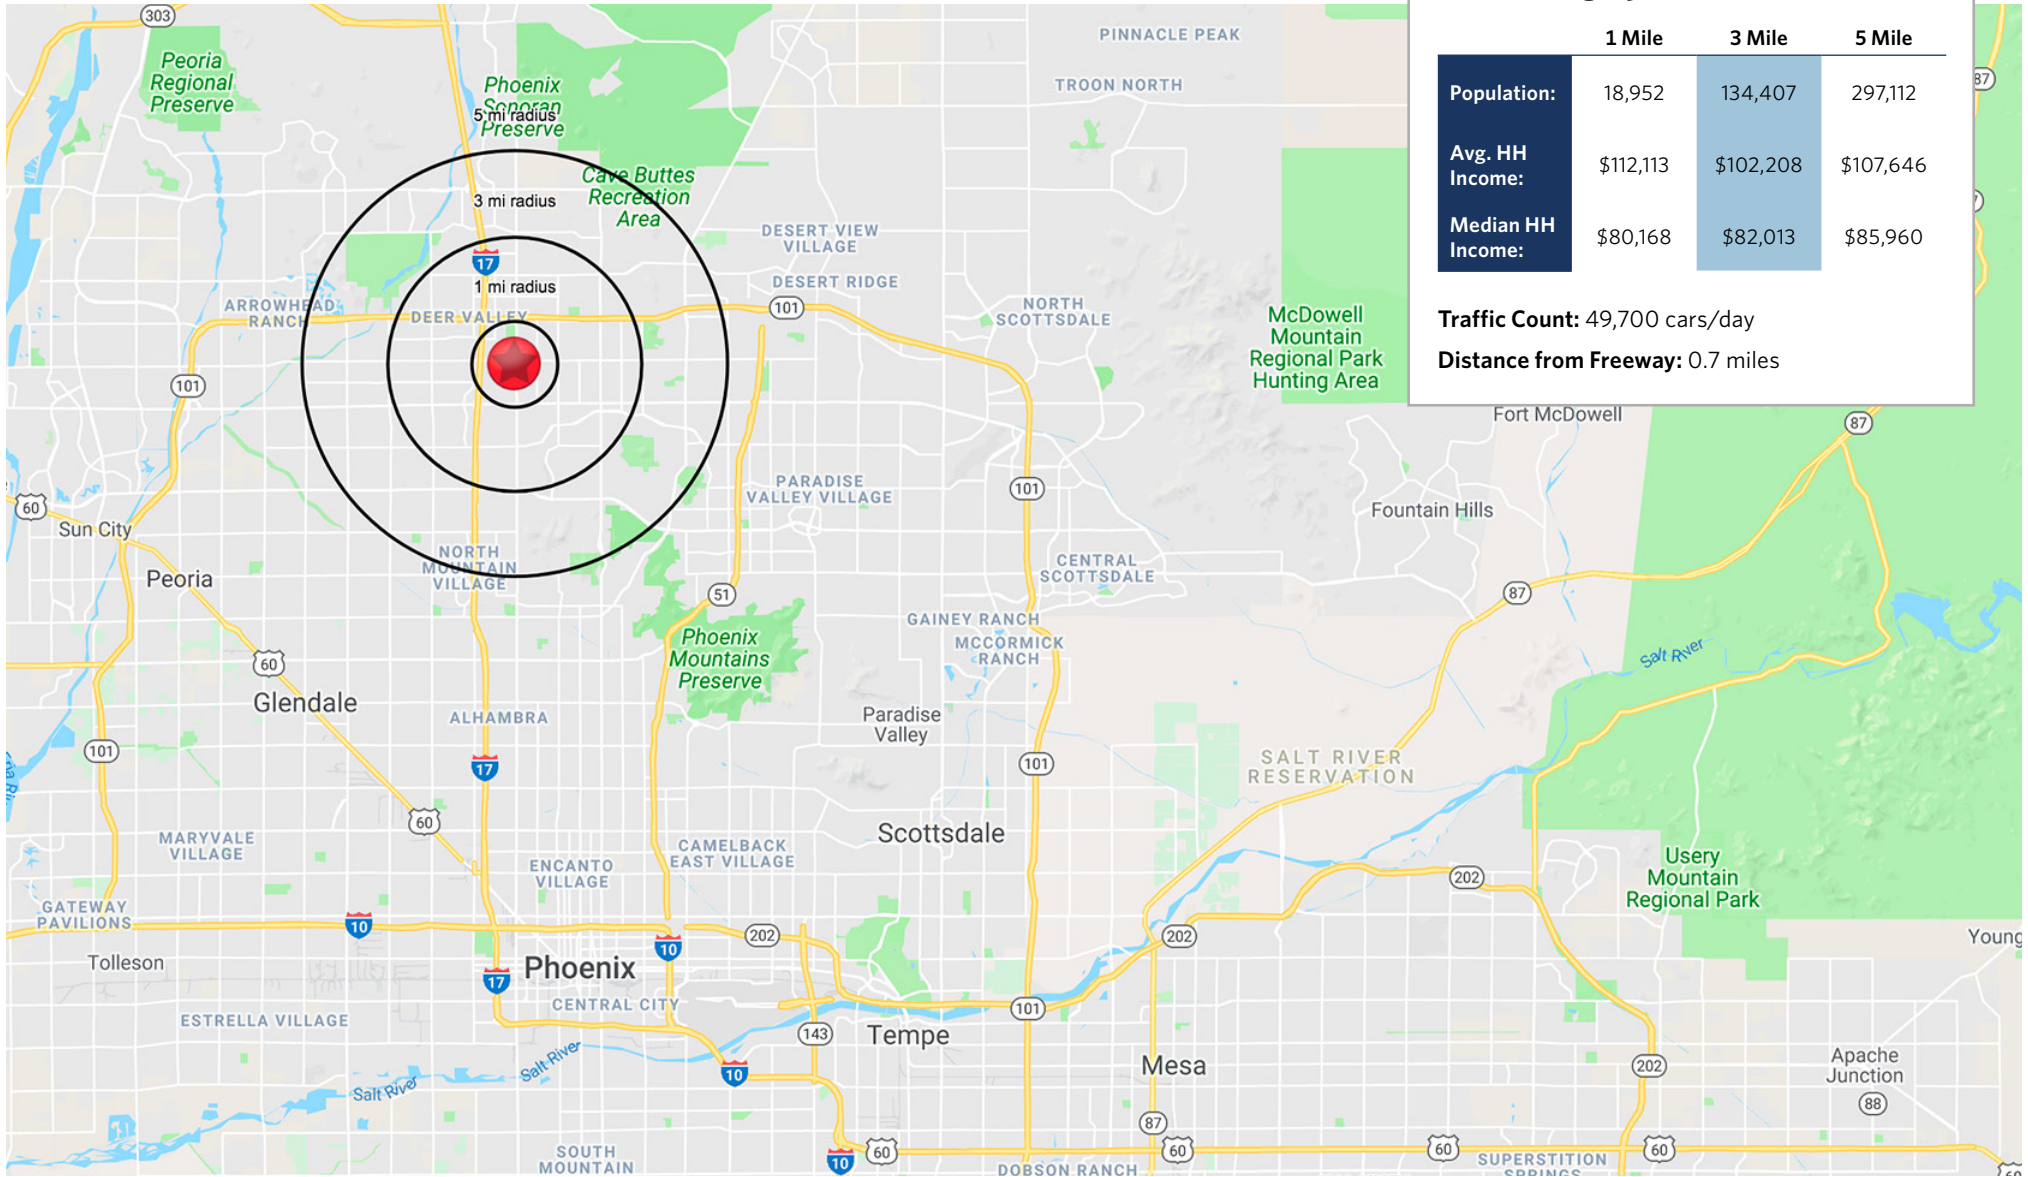 303
Peoria
Regional
Preserve
Phoenix
Sonoran
Preserve
5 mi radius
Cave Buttes
Recreation
Area
3 mi radius
17
1 mi radius
ARROWHEAD
RANCH
DEER VALLEY
DESERT VIEW
VILLAGE
DESERT RIDGE
101
PINNACLE PEAK
TROON NORTH
NORTH
SCOTTSDALE
McDowell
Mountain
Regional Park
Hunting Area
1 Mile 3 Mile 5 Mile
Population: 18,952 134,407 297,112
Avg. HH
Income: $112,113 $102,208 $107,646
Median HH
Income: $80,168 $82,013 $85,960
Traffic Count: 49,700 cars/day
Distance from Freeway: 0.7 miles
87
Fort McDowell
87
101
60
Sun City
Peoria
NORTH
MOUNTAIN
VILLAGE
PARADISE
VALLEY VILLAGE
101
Fountain Hills
CENTRAL
SCOTTSDALE
51
87
GAINEY RANCH
MCCORMICK
RANCH
Phoenix
Mountains
Preserve
Salt River
60
Glendale
ALHAMBRA
Paradise
Valley
101
17
101
SALT RIVER
RESERVATION
60
MARYVALE
VILLAGE
ENCANTO
VILLAGE
CAMELBACK
EAST VILLAGE
Scottsdale
202
Usery
Mountain
Regional Park
GATEWAY
PAVILIONS
10
10
202
202
Young
Tolleson
Phoenix
17
CENTRAL CITY
101
ESTRELLA VILLAGE
143
Tempe
Salt River
Salt River
10
Mesa
202
Apache
Junction
88
87
SOUTH
MOUNTAIN
10
60
DOBSON RANCH
60
60
SUPERSTITION
SPRINGS
60
60